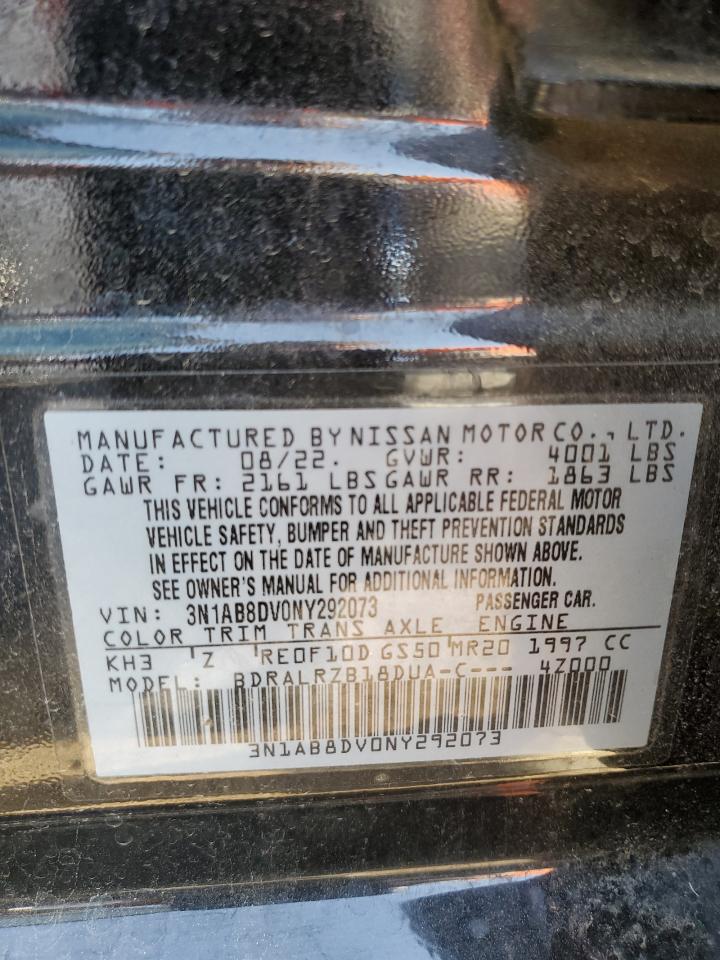 MANUFACTURED BY NISSAN MOTOR CO., LTD.
DATE: 08/22. GVWR: 4001 LBS
GAWR FR: 2161 LBS GAWR RR: 1863 LBS
THIS VEHICLE CONFORMS TO ALL APPLICABLE FEDERAL MOTOR
VEHICLE SAFETY, BUMPER AND THEFT PREVENTION STANDARDS
IN EFFECT ON THE DATE OF MANUFACTURE SHOWN ABOVE.
SEE OWNER'S MANUAL FOR ADDITIONAL INFORMATION.
VIN: 3N1AB8DV0NY292073 PASSENGER CAR.
COLOR TRIM TRANS AXLE ENGINE
KH3 Z RE0F10D GS50 MR20 1997 CC
MODEL: BDRALRZB18DUA-C--- 4Z000
3N1AB8DV0NY292073